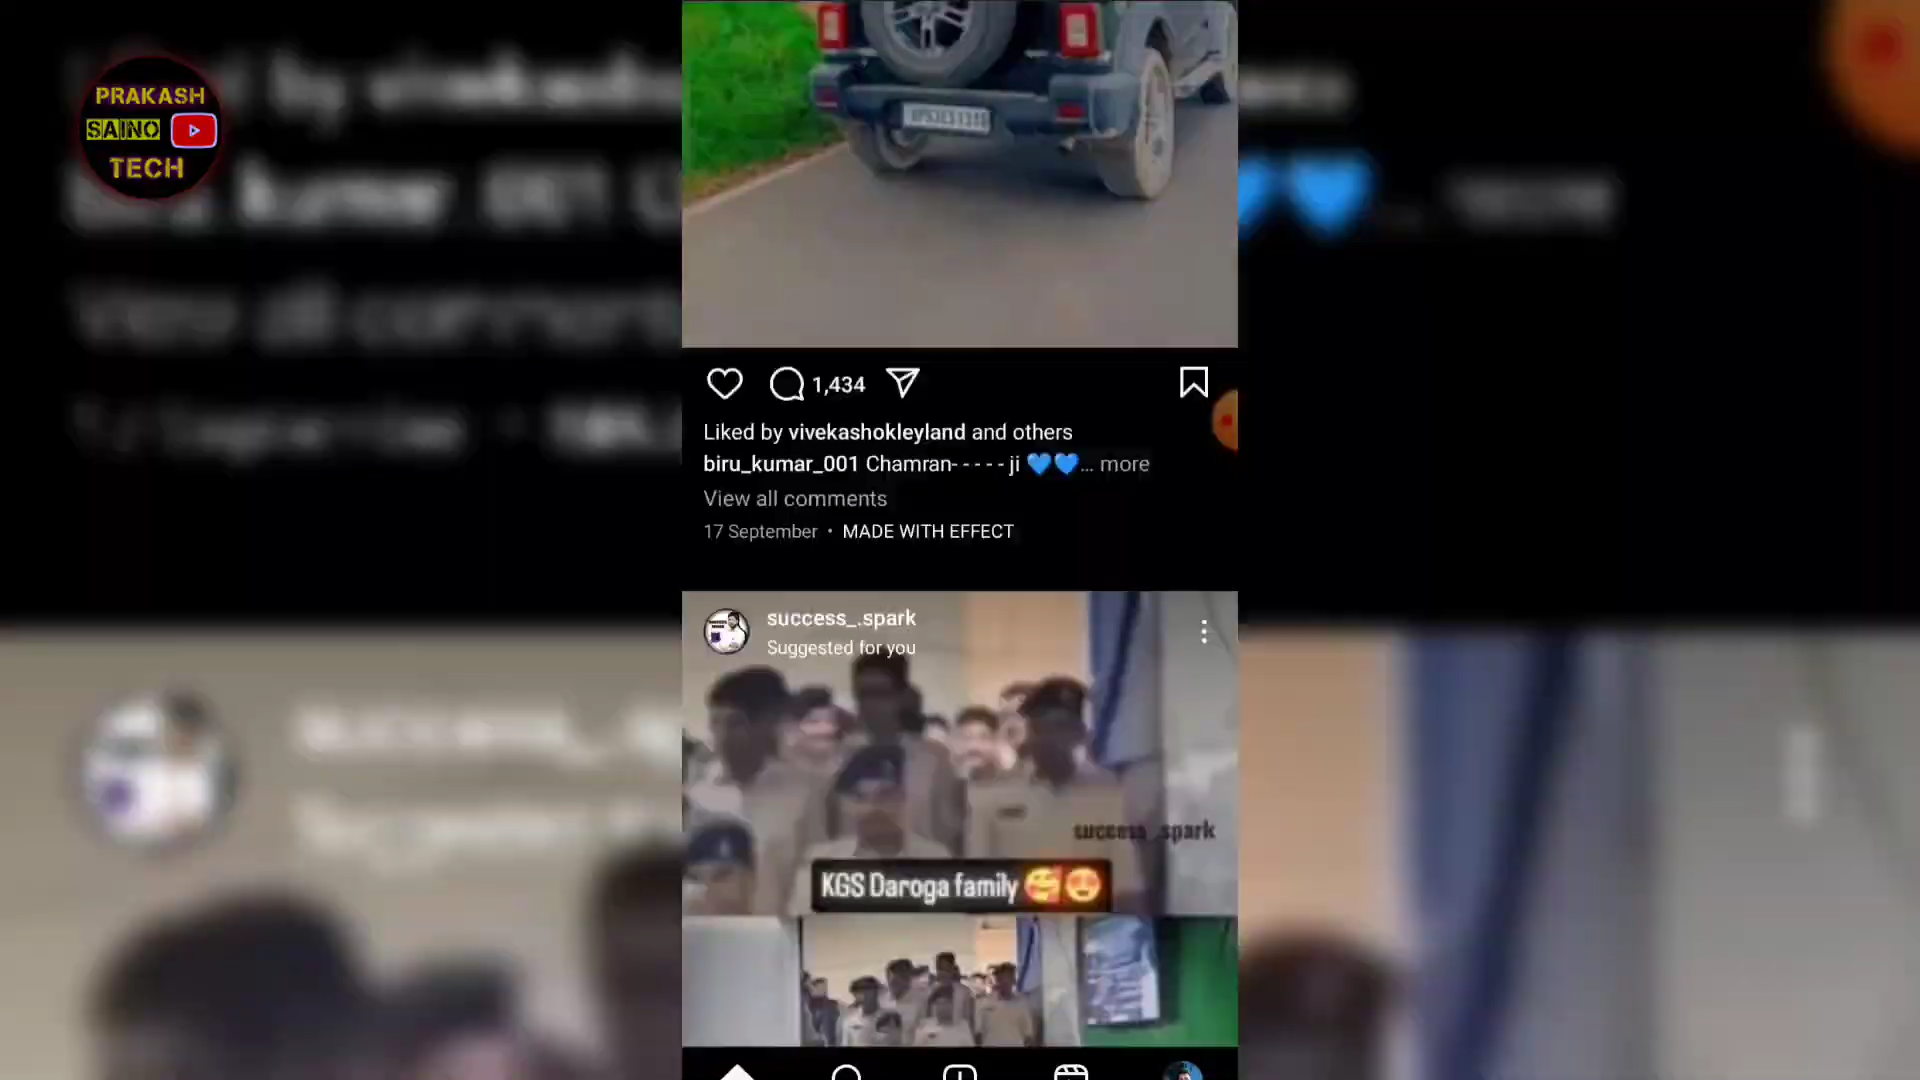 PRAKASH
SAINO
TECH
1,434
Liked by vivekashokleyland and others
biru_kumar_001 Chamran-----ji 💙💙... more
View all comments
17 September • MADE WITH EFFECT
success_.spark
Suggested for you
success_.spark
KGS Daroga family 🥰😍